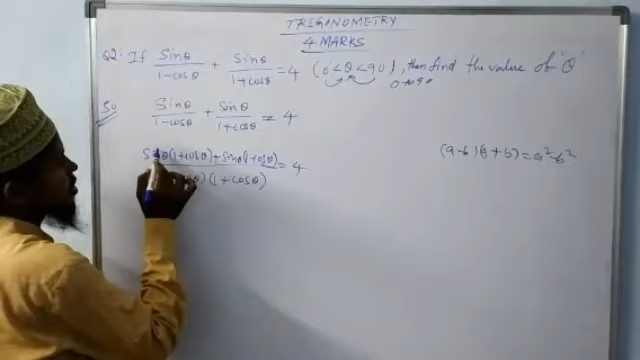 TRIGONOMETRY
4 MARKS
Q2: If Sinθ/1-cosθ + Sinθ/1+cosθ = 4 (0<θ<90), then find the value of 'θ'
0 to 90
Sol Sinθ/1-cosθ + Sinθ/1+cosθ = 4
Sinθ(1+cosθ)+sinθ(1-cosθ)/(1+cosθ) = 4
(a-b)(a+b)=a²-b²